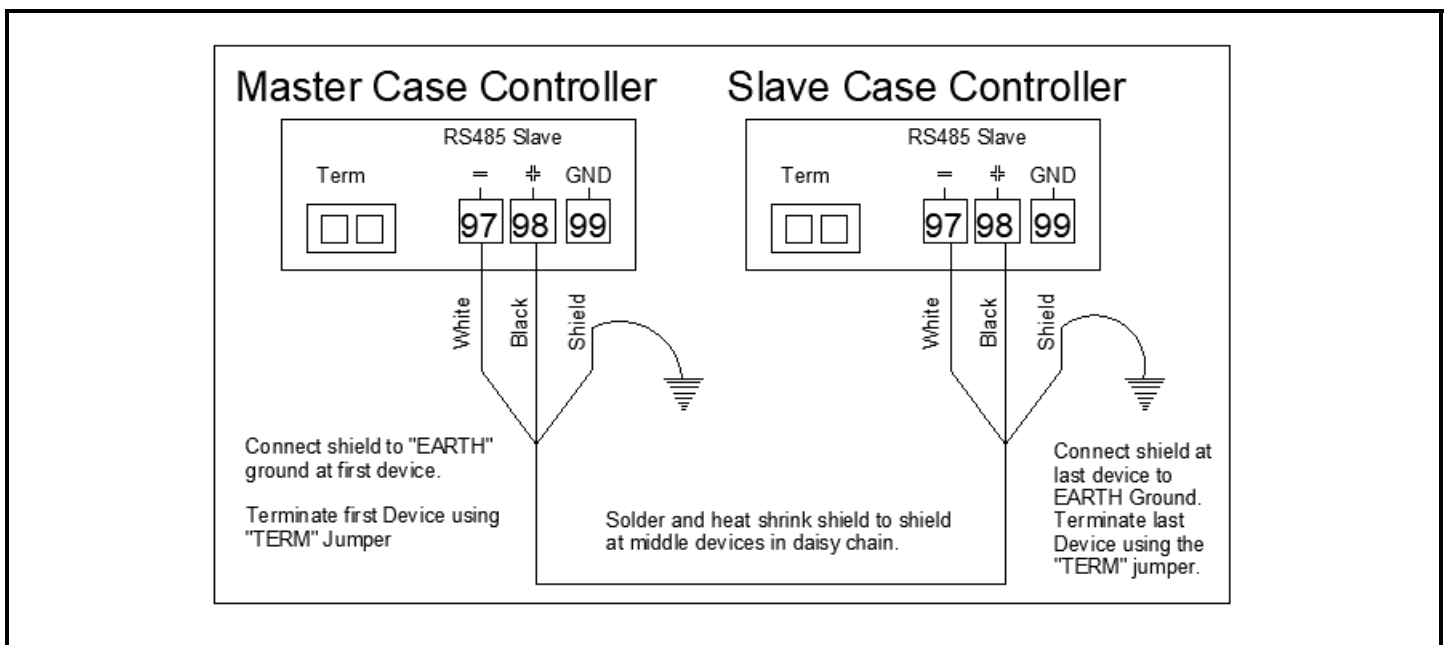 Master Case Controller
RS485 Slave
Term
= + GND
97 98 99
White
Black
Shield
Connect shield to "EARTH"
ground at first device.
Terminate first Device using
"TERM" Jumper
Slave Case Controller
RS485 Slave
Term
= + GND
97 98 99
White
Black
Shield
Connect shield at
last device to
EARTH Ground.
Terminate last
Device using the
"TERM" jumper.
Solder and heat shrink shield to shield
at middle devices in daisy chain.